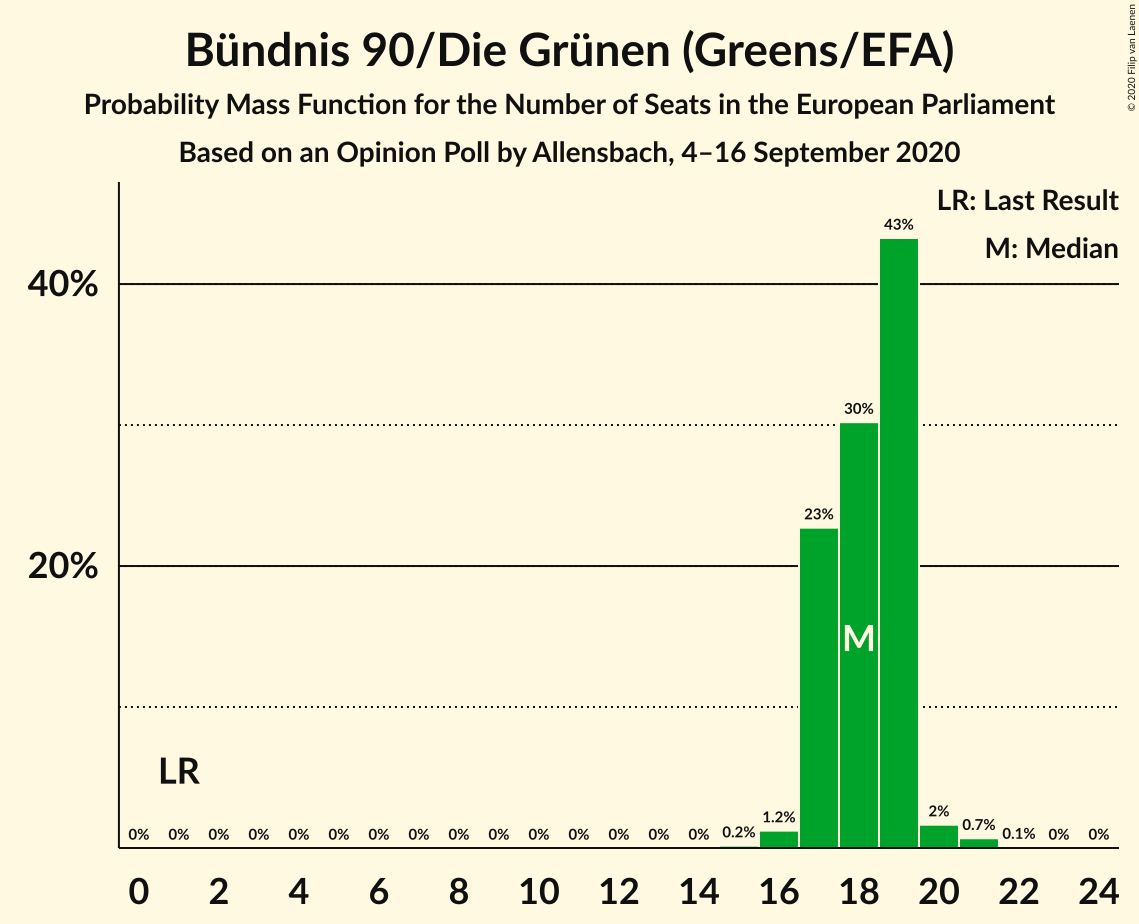 Bündnis 90/Die Grünen (Greens/EFA)
Probability Mass Function for the Number of Seats in the European Parliament
Based on an Opinion Poll by Allensbach, 4–16 September 2020
© 2020 Filip van Laenen
LR: Last Result
M: Median
43%
40%
30%
23%
20%
M
LR
0% 0% 0% 0% 0% 0% 0% 0% 0% 0% 0% 0% 0% 0% 0% 0.2% 1.2% 2% 0.7% 0.1% 0% 0%
0 2 4 6 8 10 12 14 16 18 20 22 24